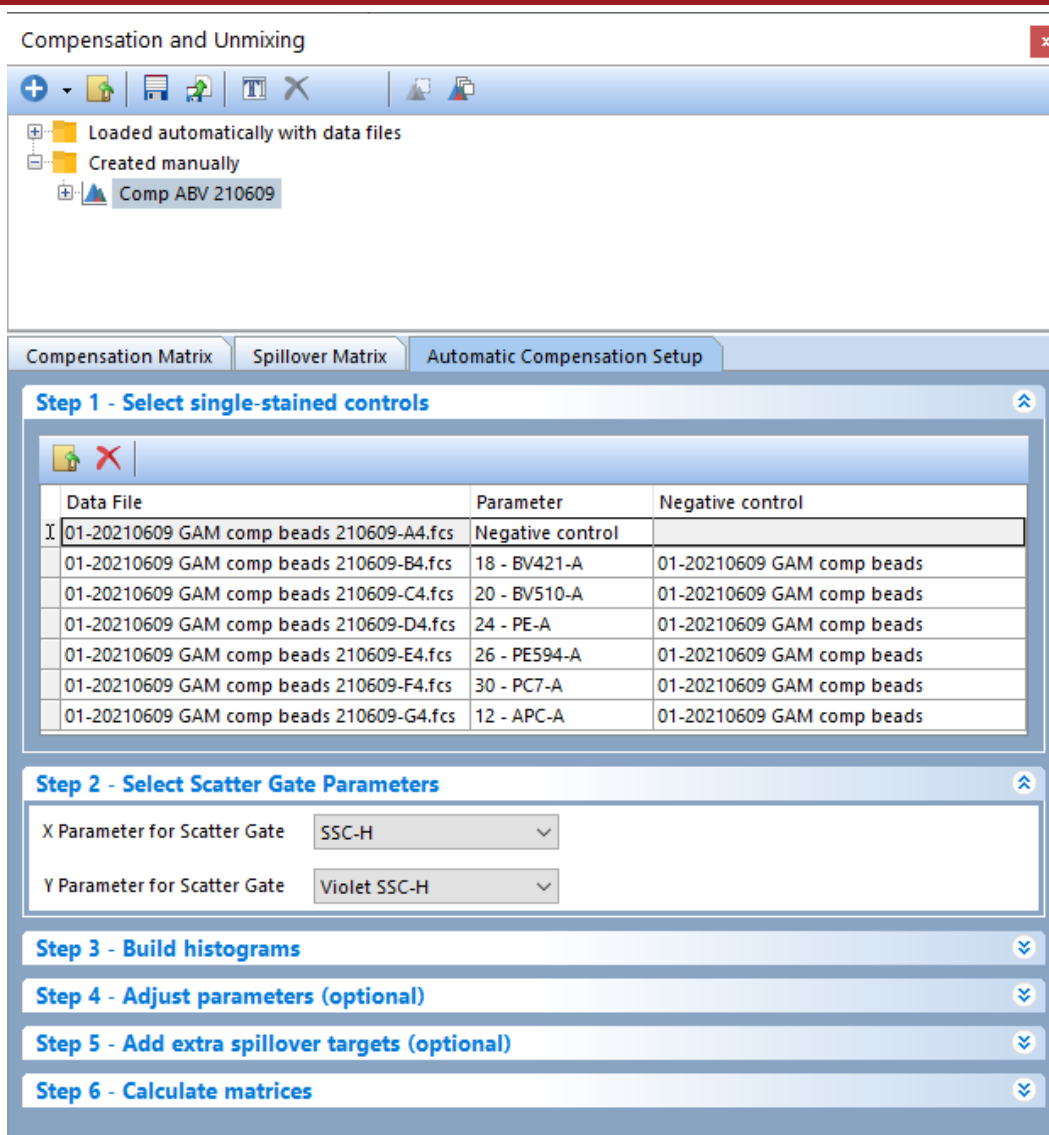 Compensation and Unmixing
Loaded automatically with data files
Created manually
Comp ABV 210609
Compensation Matrix Spillover Matrix Automatic Compensation Setup
Step 1 - Select single-stained controls
Data File Parameter Negative control
01-20210609 GAM comp beads 210609-A4.fcs Negative control
01-20210609 GAM comp beads 210609-B4.fcs 18 - BV421-A 01-20210609 GAM comp beads
01-20210609 GAM comp beads 210609-C4.fcs 20 - BV510-A 01-20210609 GAM comp beads
01-20210609 GAM comp beads 210609-D4.fcs 24 - PE-A 01-20210609 GAM comp beads
01-20210609 GAM comp beads 210609-E4.fcs 26 - PE594-A 01-20210609 GAM comp beads
01-20210609 GAM comp beads 210609-F4.fcs 30 - PC7-A 01-20210609 GAM comp beads
01-20210609 GAM comp beads 210609-G4.fcs 12 - APC-A 01-20210609 GAM comp beads
Step 2 - Select Scatter Gate Parameters
X Parameter for Scatter Gate SSC-H
Y Parameter for Scatter Gate Violet SSC-H
Step 3 - Build histograms
Step 4 - Adjust parameters (optional)
Step 5 - Add extra spillover targets (optional)
Step 6 - Calculate matrices